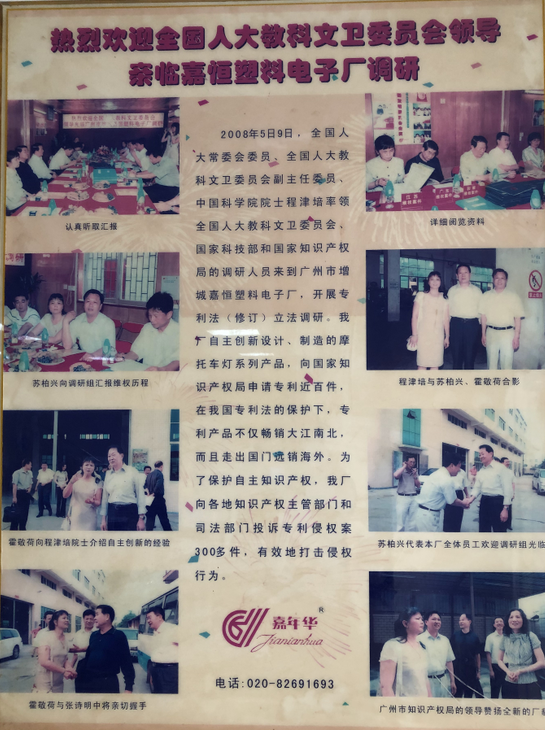 热烈欢迎全国人大教科文卫委员会领导
亲临嘉恒塑料电子厂调研
认真听取汇报
详细阅览资料
苏柏兴向调研组汇报维权历程
程津培与苏柏兴、霍敬荷合影
霍敬荷向程津培院士介绍自主创新的经验
苏柏兴代表本厂全体员工欢迎调研组光临
霍敬荷与张诗明中将亲切握手
广州市知识产权局的领导赞扬全新的厂
2008年5月9日，全国人
大常委会委员、全国人大教
科文卫委员会副主任委员、
中国科学院院士程津培率领
全国人大教科文卫委员会、
国家科技部和国家知识产权
局的调研人员来到广州市增
城嘉恒塑料电子厂，开展专
利法（修订）立法调研。我
厂自主创新设计、制造的摩
托车灯系列产品，向国家知
识产权局申请专利近百件，
在我国专利法的保护下，专
利产品不仅畅销大江南北，
而且走出国门远销海外。为
了保护自主知识产权，我厂
向各地知识产权主管部门和
司法部门投诉专利侵权案
300多件，有效地打击侵权
行为。
嘉年华®
Jianianhua
电话:020-82691693